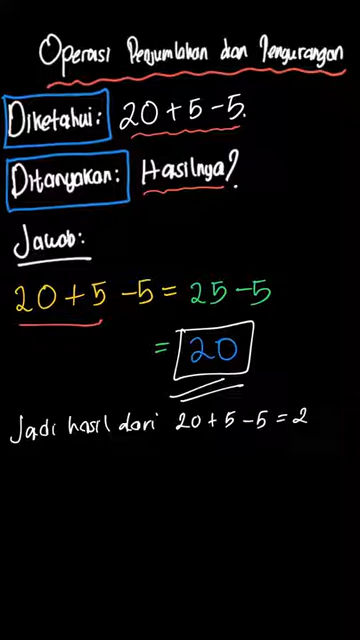 Operasi Penjumlahan dan Pengurangan
Diketahui: 20 + 5 - 5.
Ditanyakan: Hasilnya?
Jawab:
20 + 5 - 5 = 25 - 5
= 20
Jadi hasil dari 20 + 5 - 5 = 2